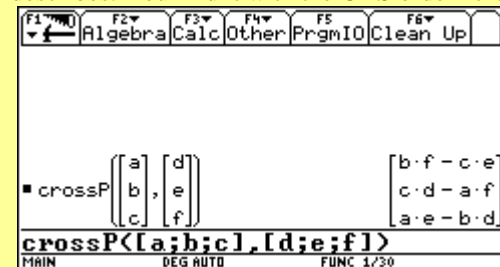 F1 F2 F3 F4 F5 F6
Algebra Calc Other PrgmIO Clean Up
[a] [d] [b·f - c·e]
■ crossP([b],[e]) [c·d - a·f]
[c] [f] [a·e - b·d]
crossP([a;b;c],[d;e;f])
MAIN DEG AUTO FUNC 1/30